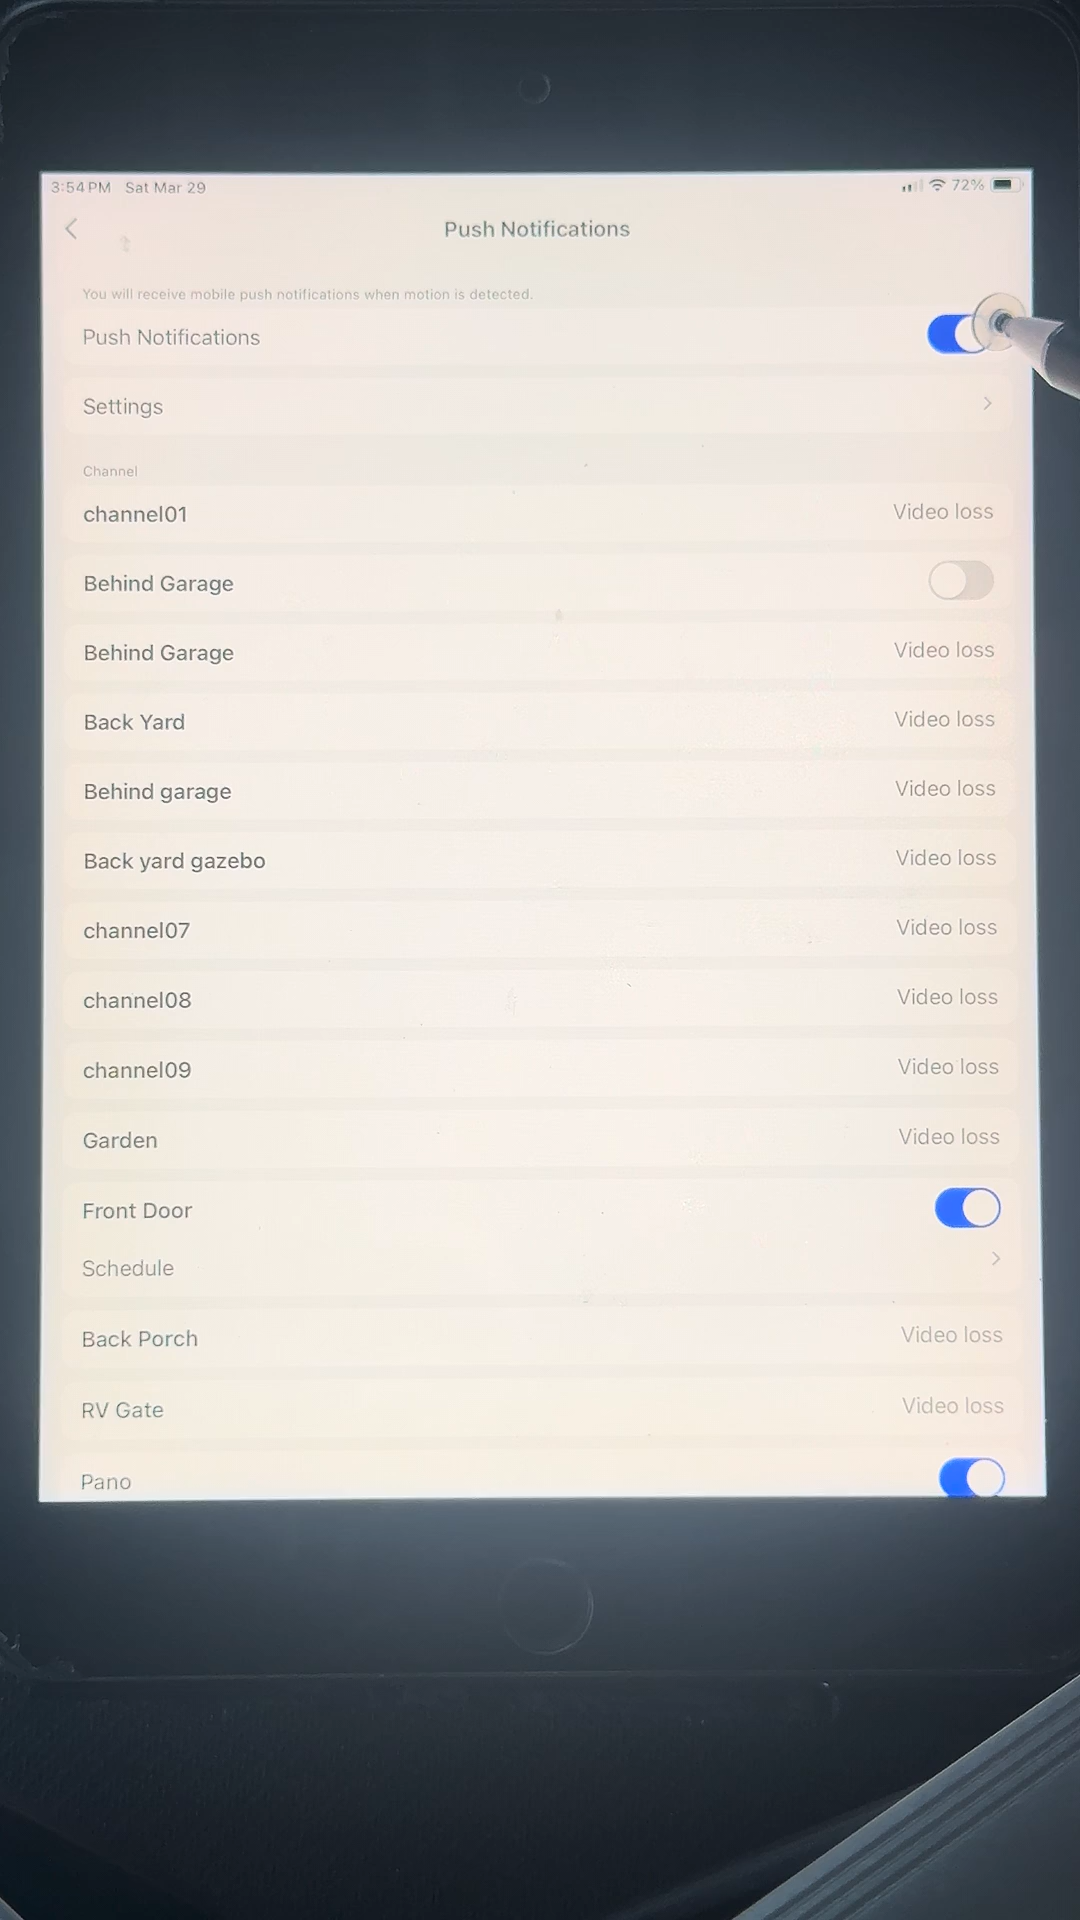 3:54 PM Sat Mar 29
72%
Push Notifications
You will receive mobile push notifications when motion is detected.
Push Notifications
Settings
Channel
channel01 Video loss
Behind Garage
Behind Garage Video loss
Back Yard Video loss
Behind garage Video loss
Back yard gazebo Video loss
channel07 Video loss
channel08 Video loss
channel09 Video loss
Garden Video loss
Front Door
Schedule
Back Porch Video loss
RV Gate Video loss
Pano